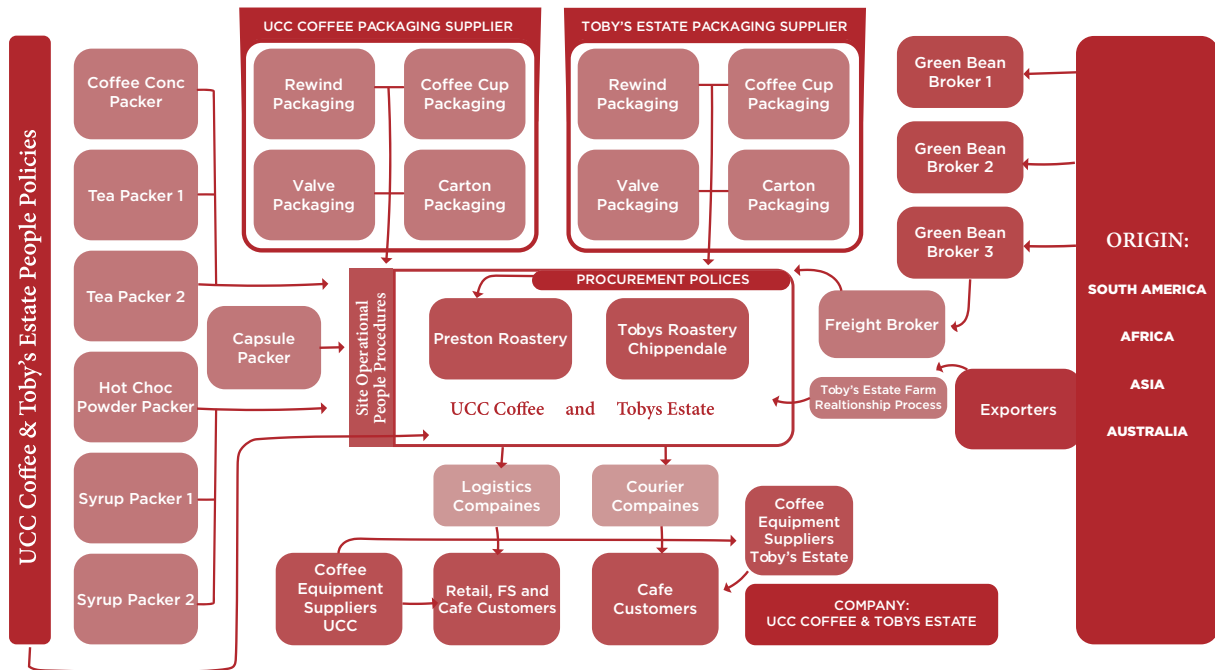 UCC Coffee & Toby's Estate People Policies
Coffee Conc
Packer
Tea Packer 1
Tea Packer 2
Hot Choc
Powder Packer
Syrup Packer 1
Syrup Packer 2
Capsule
Packer
UCC COFFEE PACKAGING SUPPLIER
Rewind
Packaging
Coffee Cup
Packaging
Valve
Packaging
Carton
Packaging
TOBY'S ESTATE PACKAGING SUPPLIER
Rewind
Packaging
Coffee Cup
Packaging
Valve
Packaging
Carton
Packaging
Site Operational
People Procedures
PROCUREMENT POLICES
Preston Roastery
Tobys Roastery
Chippendale
UCC Coffee and Tobys Estate
Logistics
Compaines
Courier
Compaines
Coffee
Equipment
Suppliers
UCC
Retail, FS and
Cafe Customers
Cafe
Customers
Coffee
Equipment
Suppliers
Toby's Estate
COMPANY:
UCC COFFEE & TOBYS ESTATE
Green Bean
Broker 1
Green Bean
Broker 2
Green Bean
Broker 3
Freight Broker
Toby's Estate Farm
Realtionship Process
Exporters
ORIGIN:
SOUTH AMERICA
AFRICA
ASIA
AUSTRALIA